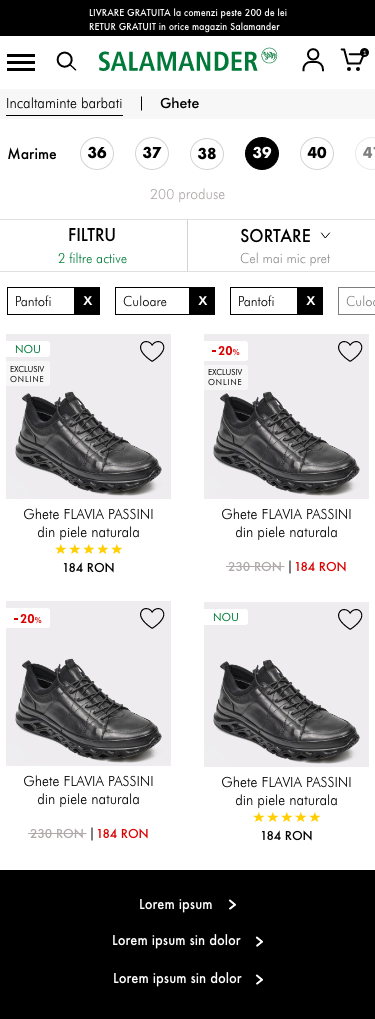 LIVRARE GRATUITA la comenzi peste 200 de lei
RETUR GRATUIT in orice magazin Salamander
SALAMANDER
1
Incaltaminte barbati | Ghete
Marime 36 37 38 39 40
200 produse
FILTRU
2 filtre active
SORTARE
Cel mai mic pret
Pantofi X Culoare X Pantofi X
NOU
EXCLUSIV
ONLINE
Ghete FLAVIA PASSINI
din piele naturala
184 RON
-20%
EXCLUSIV
ONLINE
Ghete FLAVIA PASSINI
din piele naturala
230 RON | 184 RON
-20%
Ghete FLAVIA PASSINI
din piele naturala
230 RON | 184 RON
NOU
Ghete FLAVIA PASSINI
din piele naturala
184 RON
Lorem ipsum >
Lorem ipsum sin dolor >
Lorem ipsum sin dolor >